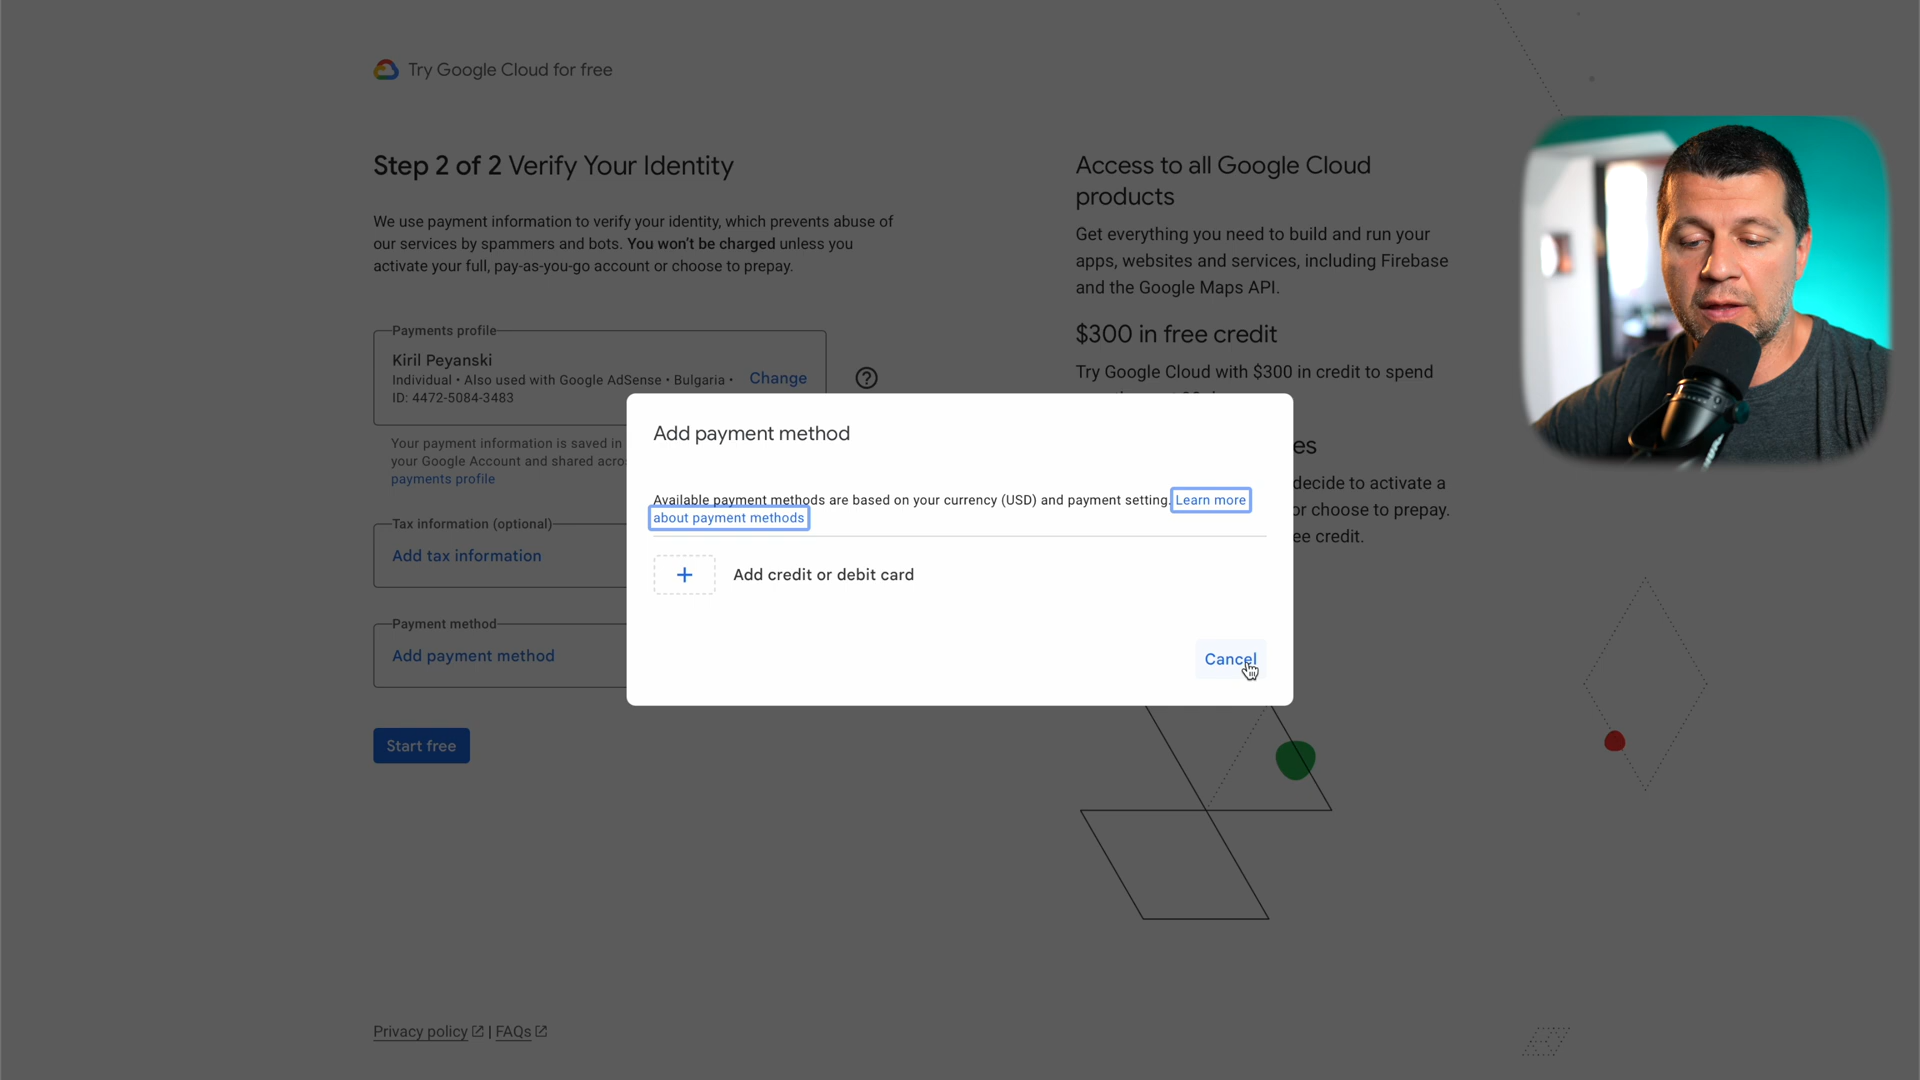 Try Google Cloud for free
Step 2 of 2 Verify Your Identity
We use payment information to verify your identity, which prevents abuse of
our services by spammers and bots. You won't be charged unless you
activate your full, pay-as-you-go account or choose to prepay.
Payments profile
Kiril Peyanski
Individual • Also used with Google AdSense • Bulgaria •
ID: 4472-5084-3483
Change
Your payment information is saved in
your Google Account and shared acro
payments profile
Tax information (optional)
Add tax information
Payment method
Add payment method
Start free
Access to all Google Cloud
products
Get everything you need to build and run your
apps, websites and services, including Firebase
and the Google Maps API.
$300 in free credit
Try Google Cloud with $300 in credit to spend
es
decide to activate a
or choose to prepay.
ee credit.
Add payment method
Available payment methods are based on your currency (USD) and payment setting. Learn more
about payment methods
+ Add credit or debit card
Cancel
Privacy policy | FAQs